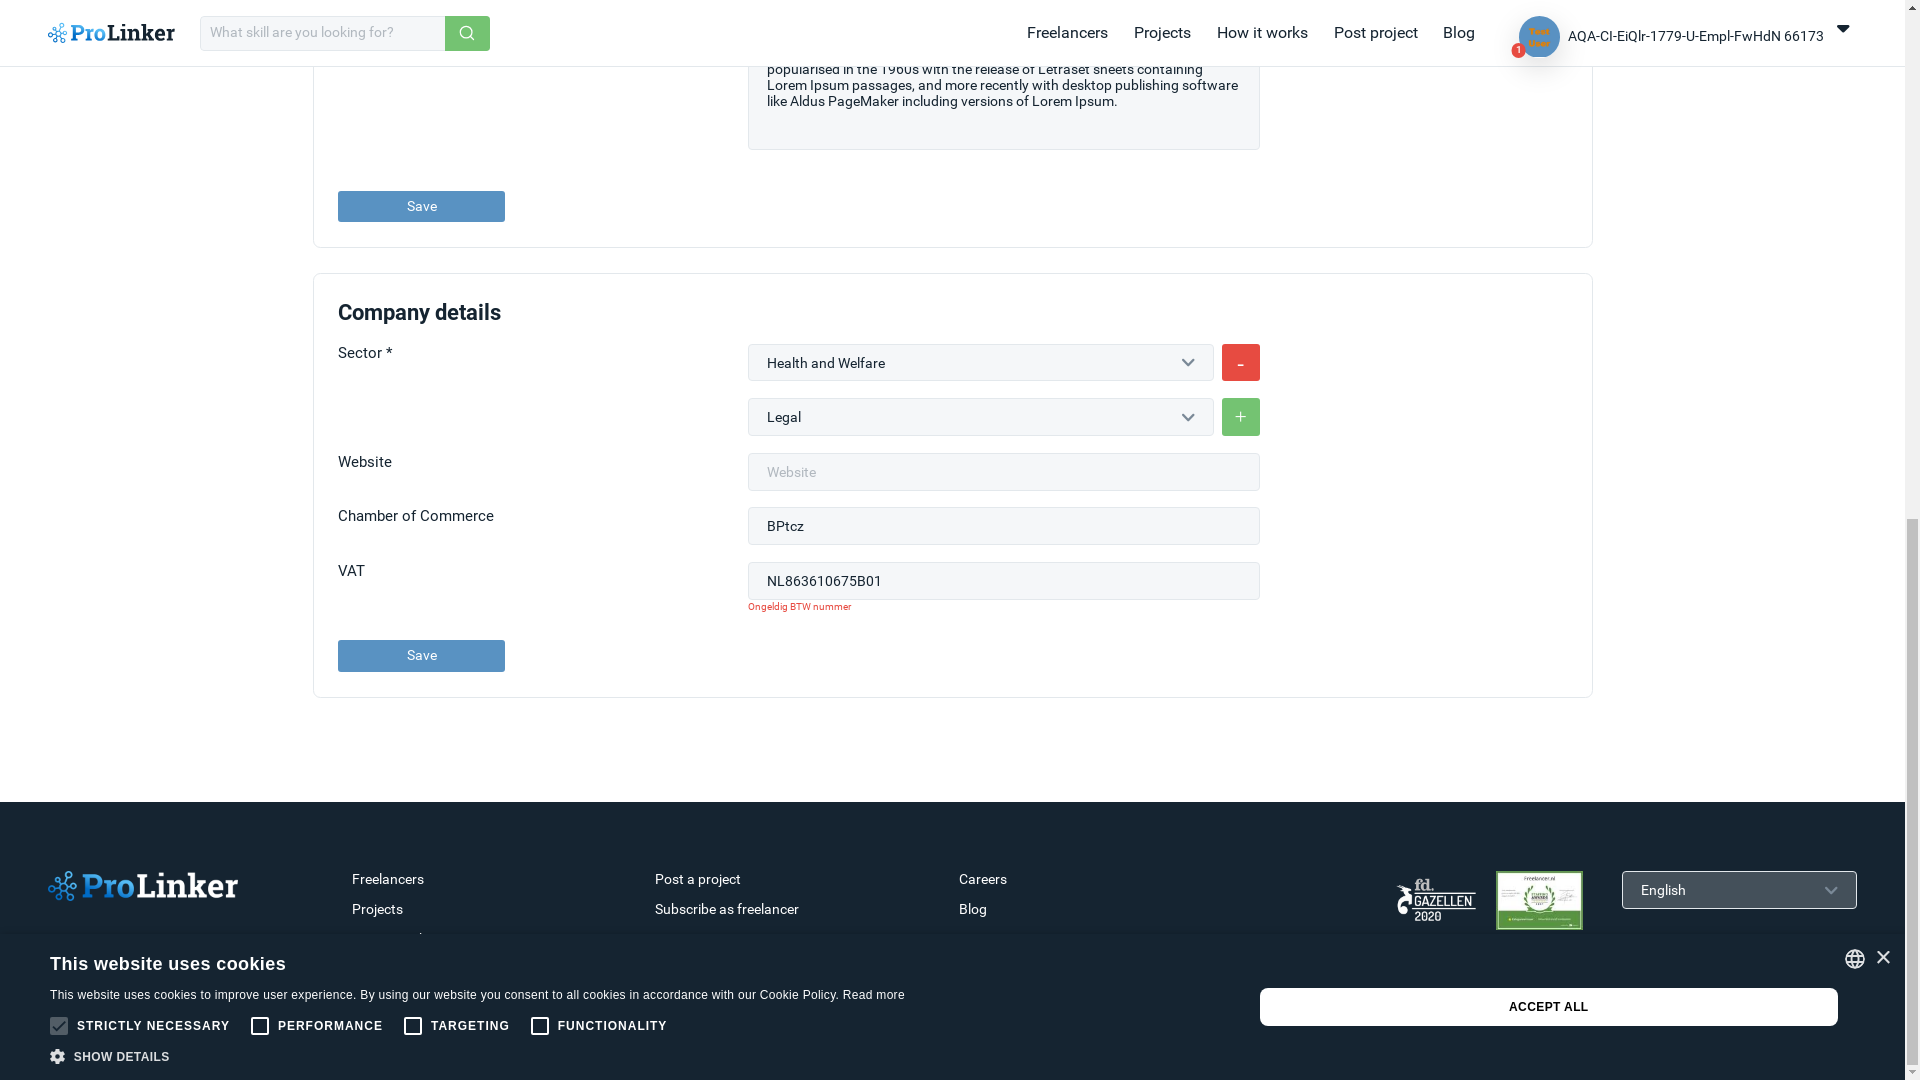 ProLinker
What skill are you looking for?
Freelancers
Projects
How it works
Post project
Blog
Test User
1
AQA-CI-EiQlr-1779-U-Empl-FwHdN 66173
popularised in the 1960s with the release of Letraset sheets containing
Lorem Ipsum passages, and more recently with desktop publishing software
like Aldus PageMaker including versions of Lorem Ipsum.
Save
Company details
Sector *
Health and Welfare
-
Legal
+
Website
Website
Chamber of Commerce
BPtcz
VAT
NL863610675B01
Ongeldig BTW nummer
Save
ProLinker
Freelancers
Post a project
Careers
Projects
Subscribe as freelancer
Blog
fd.
GAZELLEN
2020
Freelancer.nl
English
This website uses cookies
This website uses cookies to improve user experience. By using our website you consent to all cookies in accordance with our Cookie Policy. Read more
STRICTLY NECESSARY
PERFORMANCE
TARGETING
FUNCTIONALITY
SHOW DETAILS
ACCEPT ALL
×